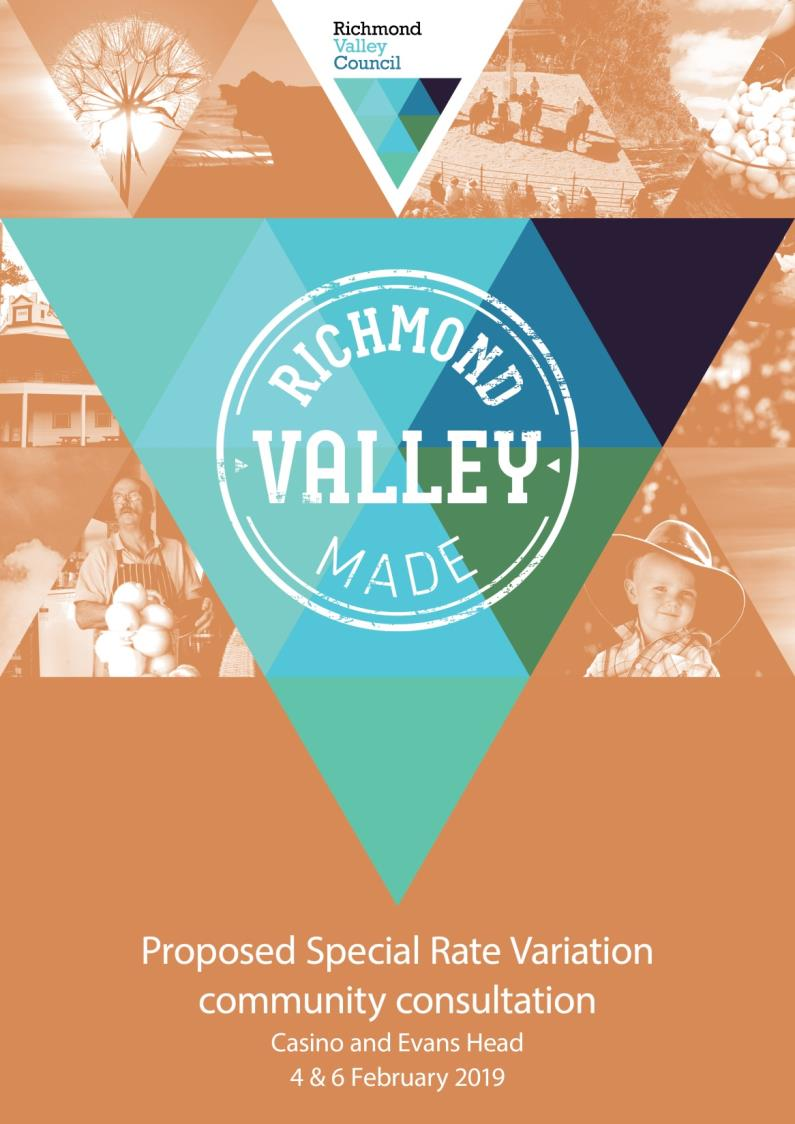 Richmond
Valley
Council
RICHMOND
VALLEY
MADE
Proposed Special Rate Variation
community consultation
Casino and Evans Head
4 & 6 February 2019